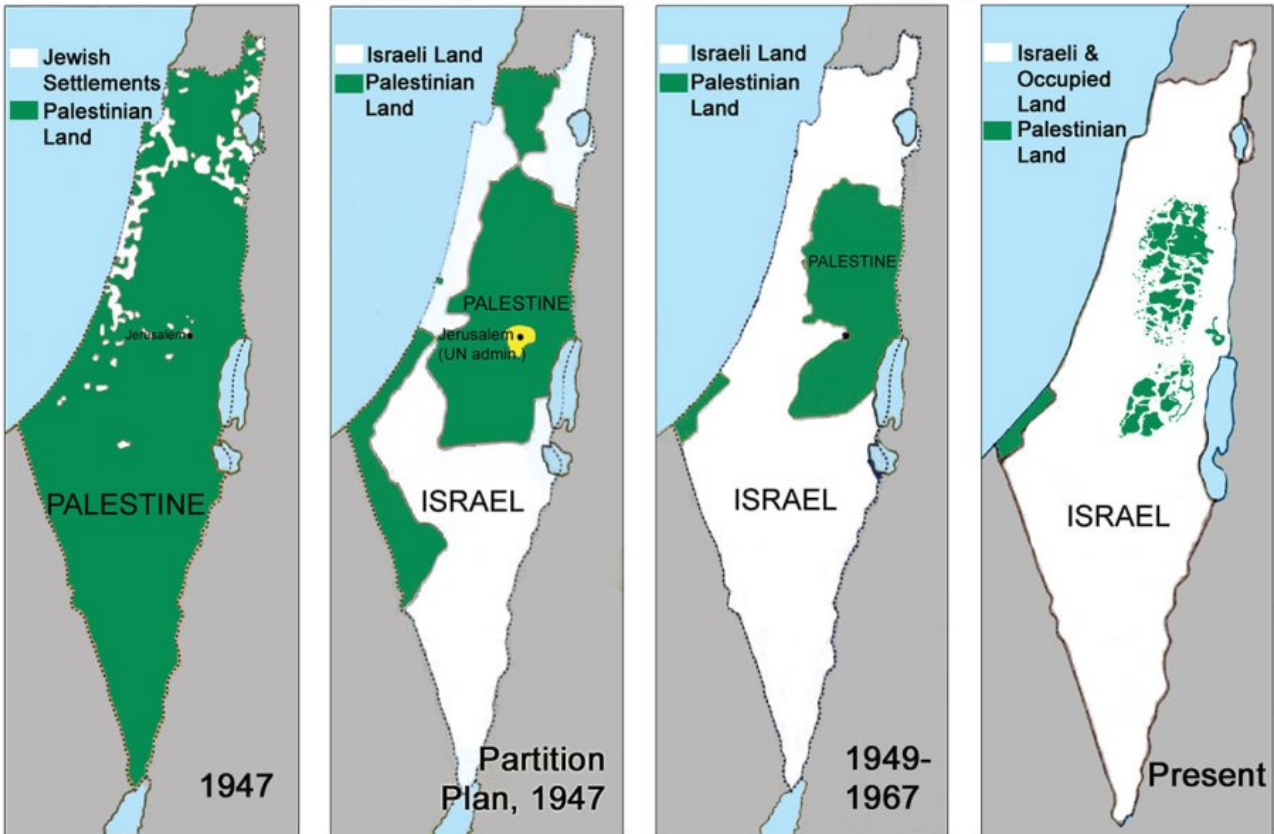 Jewish
Settlements
Palestinian
Land
Jerusalem
PALESTINE
1947
Israeli Land
Palestinian
Land
PALESTINE
Jerusalem
(UN admin.)
ISRAEL
Partition
Plan, 1947
Israeli Land
Palestinian
Land
PALESTINE
ISRAEL
1949-
1967
Israeli &
Occupied
Land
Palestinian
Land
ISRAEL
Present